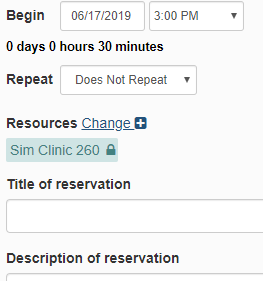 Begin 06/17/2019 3:00 PM
0 days 0 hours 30 minutes
Repeat Does Not Repeat
Resources Change
Sim Clinic 260
Title of reservation
Description of reservation